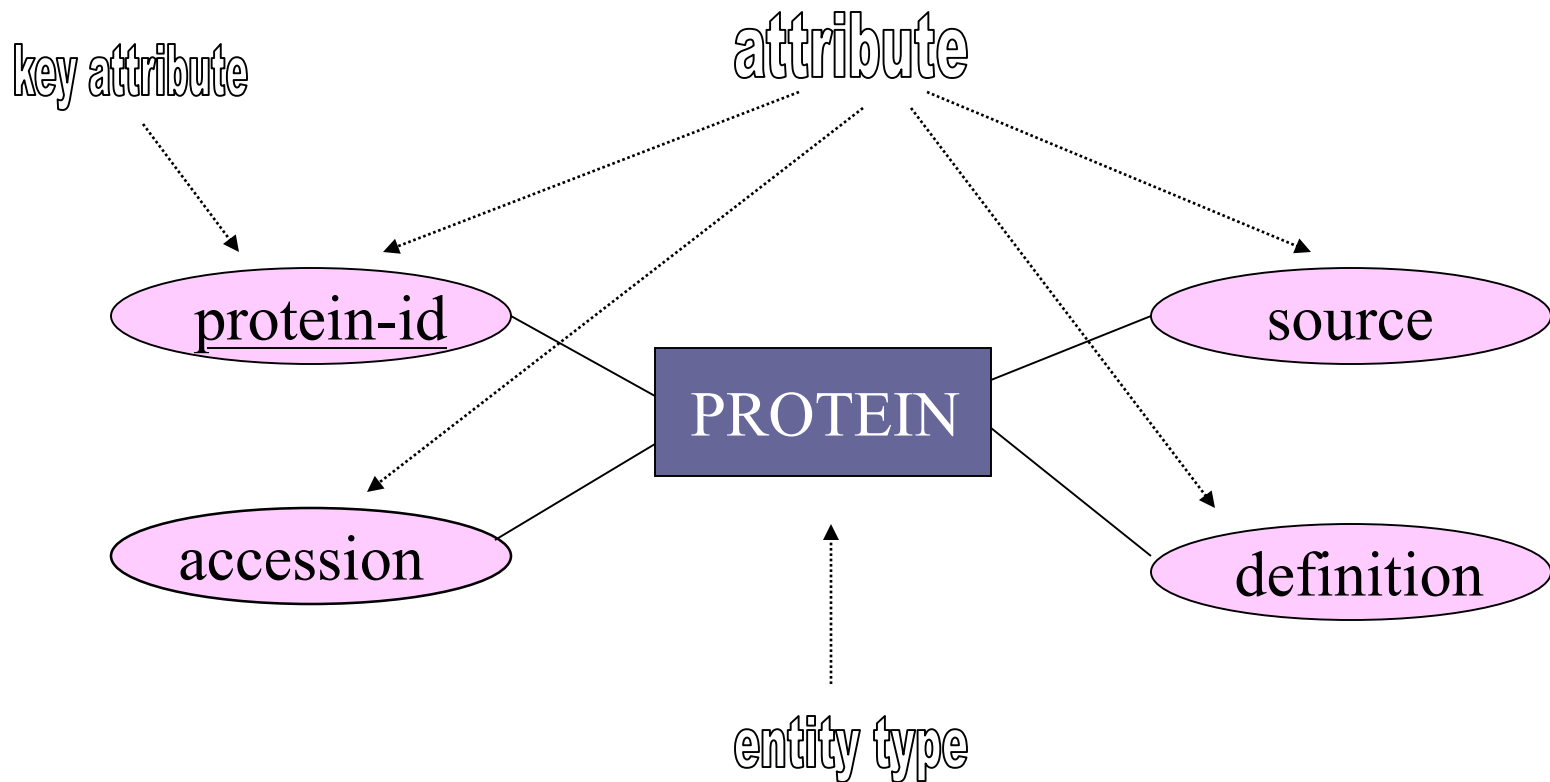 attribute
key attribute
protein-id
source
PROTEIN
accession
definition
entity type